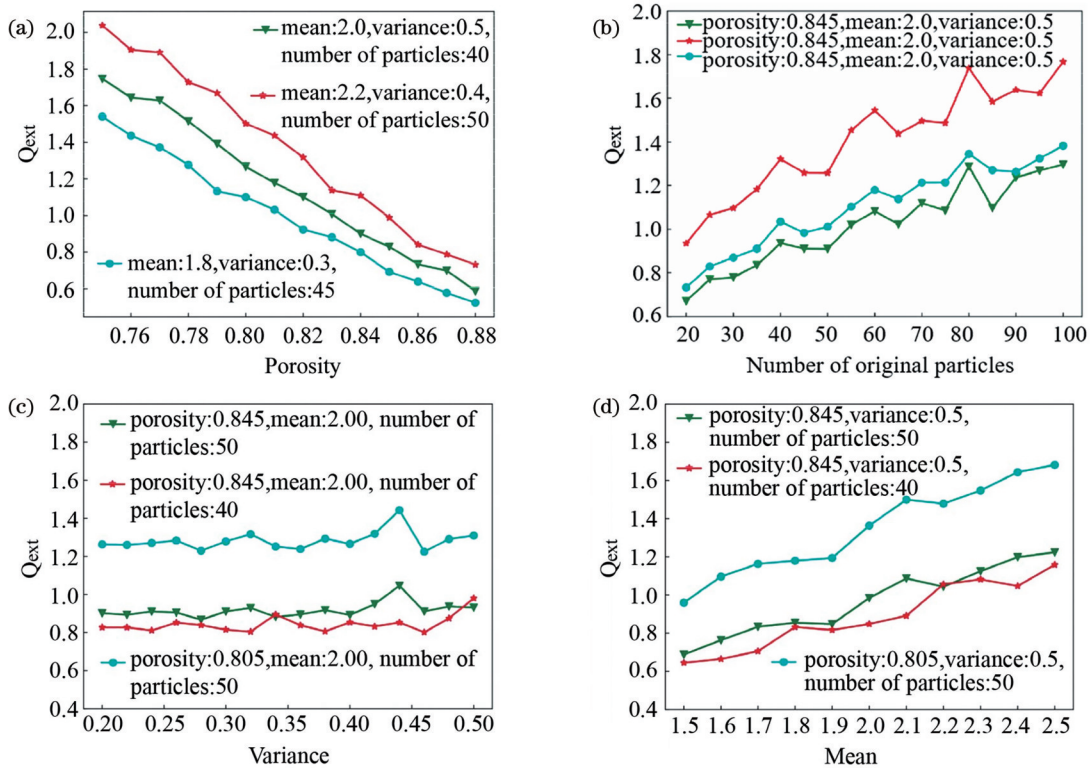 (a)
2.0
1.8
1.6
1.4
1.2
1.0
0.8
0.6
Qext
mean:2.0,variance:0.5,
number of particles:40
mean:2.2,variance:0.4,
number of particles:50
mean:1.8,variance:0.3,
number of particles:45
0.76 0.78 0.80 0.82 0.84 0.86 0.88
Porosity
(b)
2.0
1.8
1.6
1.4
1.2
1.0
0.8
0.6
Qext
porosity:0.845,mean:2.0,variance:0.5
porosity:0.845,mean:2.0,variance:0.5
porosity:0.845,mean:2.0,variance:0.5
20 30 40 50 60 70 80 90 100
Number of original particles
(c)
2.0
1.8
1.6
1.4
1.2
1.0
0.8
0.6
0.4
Qext
porosity:0.845,mean:2.00, number of
particles:50
porosity:0.845,mean:2.00, number of
particles:40
porosity:0.805,mean:2.00, number of
particles:50
0.20 0.25 0.30 0.35 0.40 0.45 0.50
Variance
(d)
2.0
1.8
1.6
1.4
1.2
1.0
0.8
0.6
0.4
Qext
porosity:0.845,variance:0.5,
number of particles:50
porosity:0.845,variance:0.5,
number of particles:40
porosity:0.805,variance:0.5,
number of particles:50
1.5 1.6 1.7 1.8 1.9 2.0 2.1 2.2 2.3 2.4 2.5
Mean